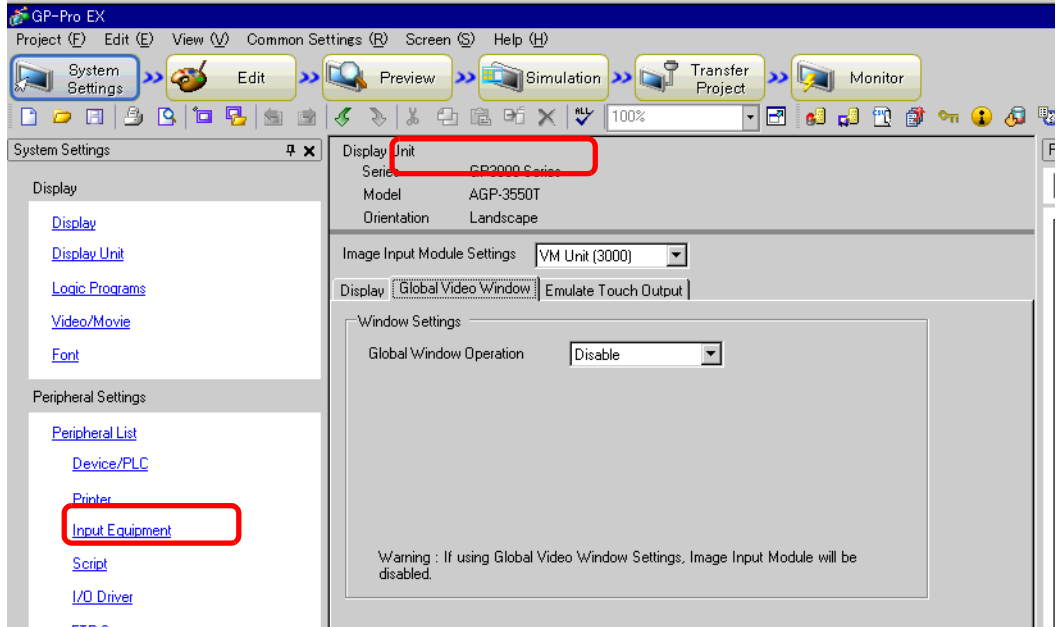 GP-Pro EX
Project (F) Edit (E) View (V) Common Settings (R) Screen (S) Help (H)
System Settings
Edit
Preview
Simulation
Transfer Project
Monitor
ALL
100%
System Settings
Display
Display
Display Unit
Logic Programs
Video/Movie
Font
Peripheral Settings
Peripheral List
Device/PLC
Printer
Input Equipment
Script
I/O Driver
Display Unit
Series GP3000 Series
Model AGP-3550T
Orientation Landscape
Image Input Module Settings VM Unit (3000)
Display Global Video Window Emulate Touch Output
Window Settings
Global Window Operation Disable
Warning : If using Global Video Window Settings, Image Input Module will be
disabled.